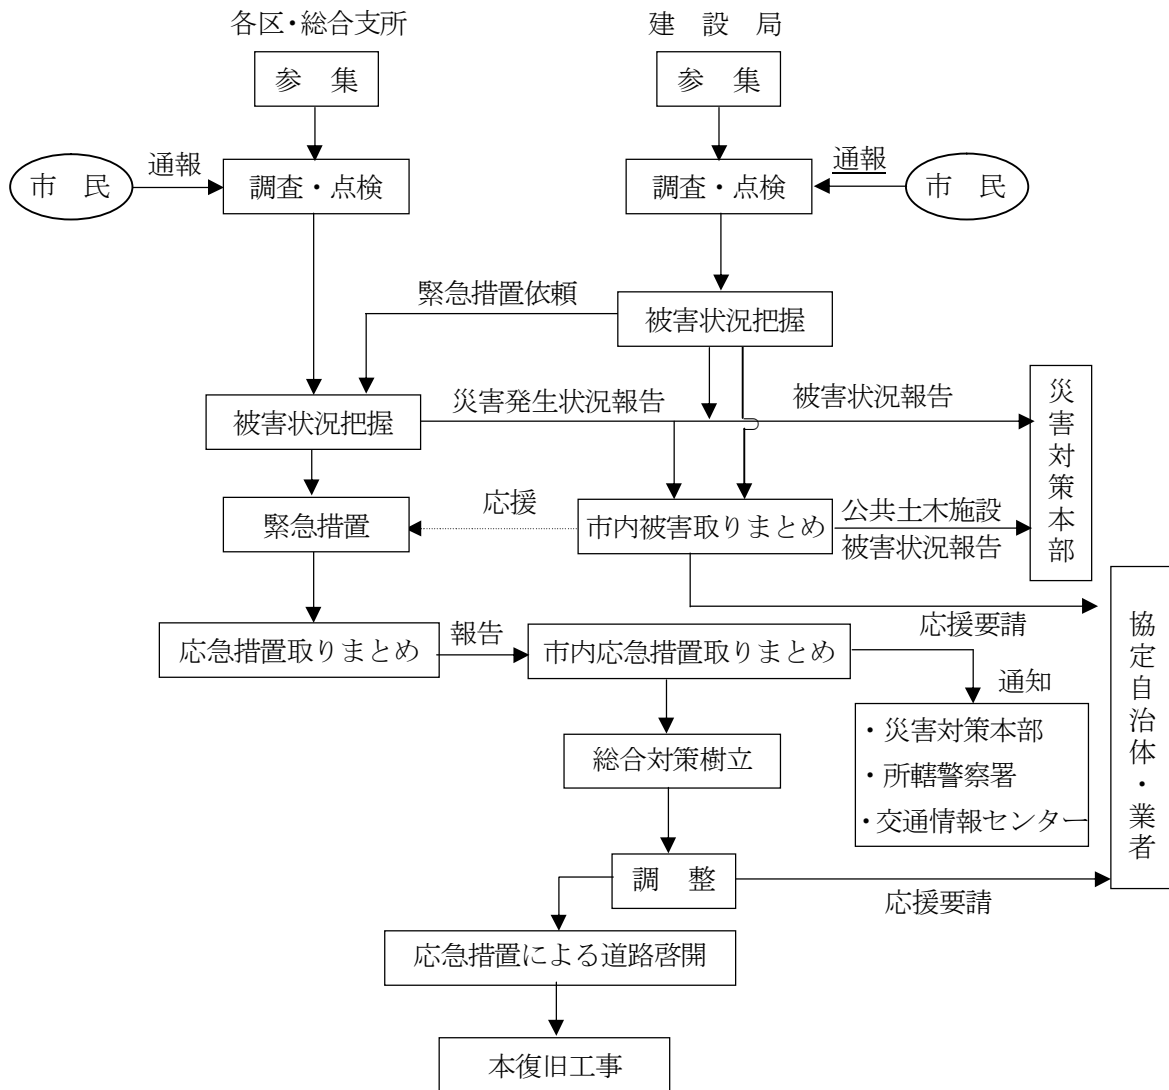 各区・総合支所
建　設　局
参　集
参　集
市　民
通報
調査・点検
調査・点検
通報
市　民
緊急措置依頼
被害状況把握
被害状況把握
災害発生状況報告
被害状況報告
災害対策本部
緊急措置
応援
市内被害取りまとめ
公共土木施設
被害状況報告
応援要請
協定自治体・業者
応急措置取りまとめ
報告
市内応急措置取りまとめ
通知
・災害対策本部
・所轄警察署
・交通情報センター
総合対策樹立
調　整
応援要請
応急措置による道路啓開
本復旧工事